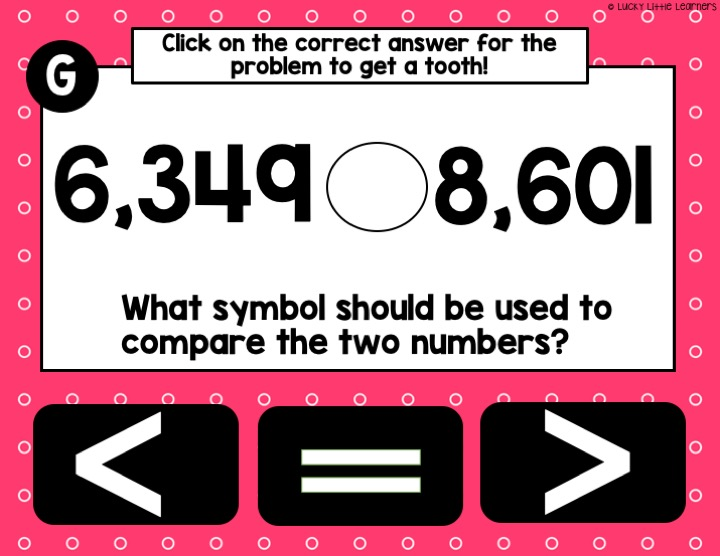 © Lucky Little Learners
Click on the correct answer for the
problem to get a tooth!
G
6,349 8,601
What symbol should be used to
compare the two numbers?
< = >